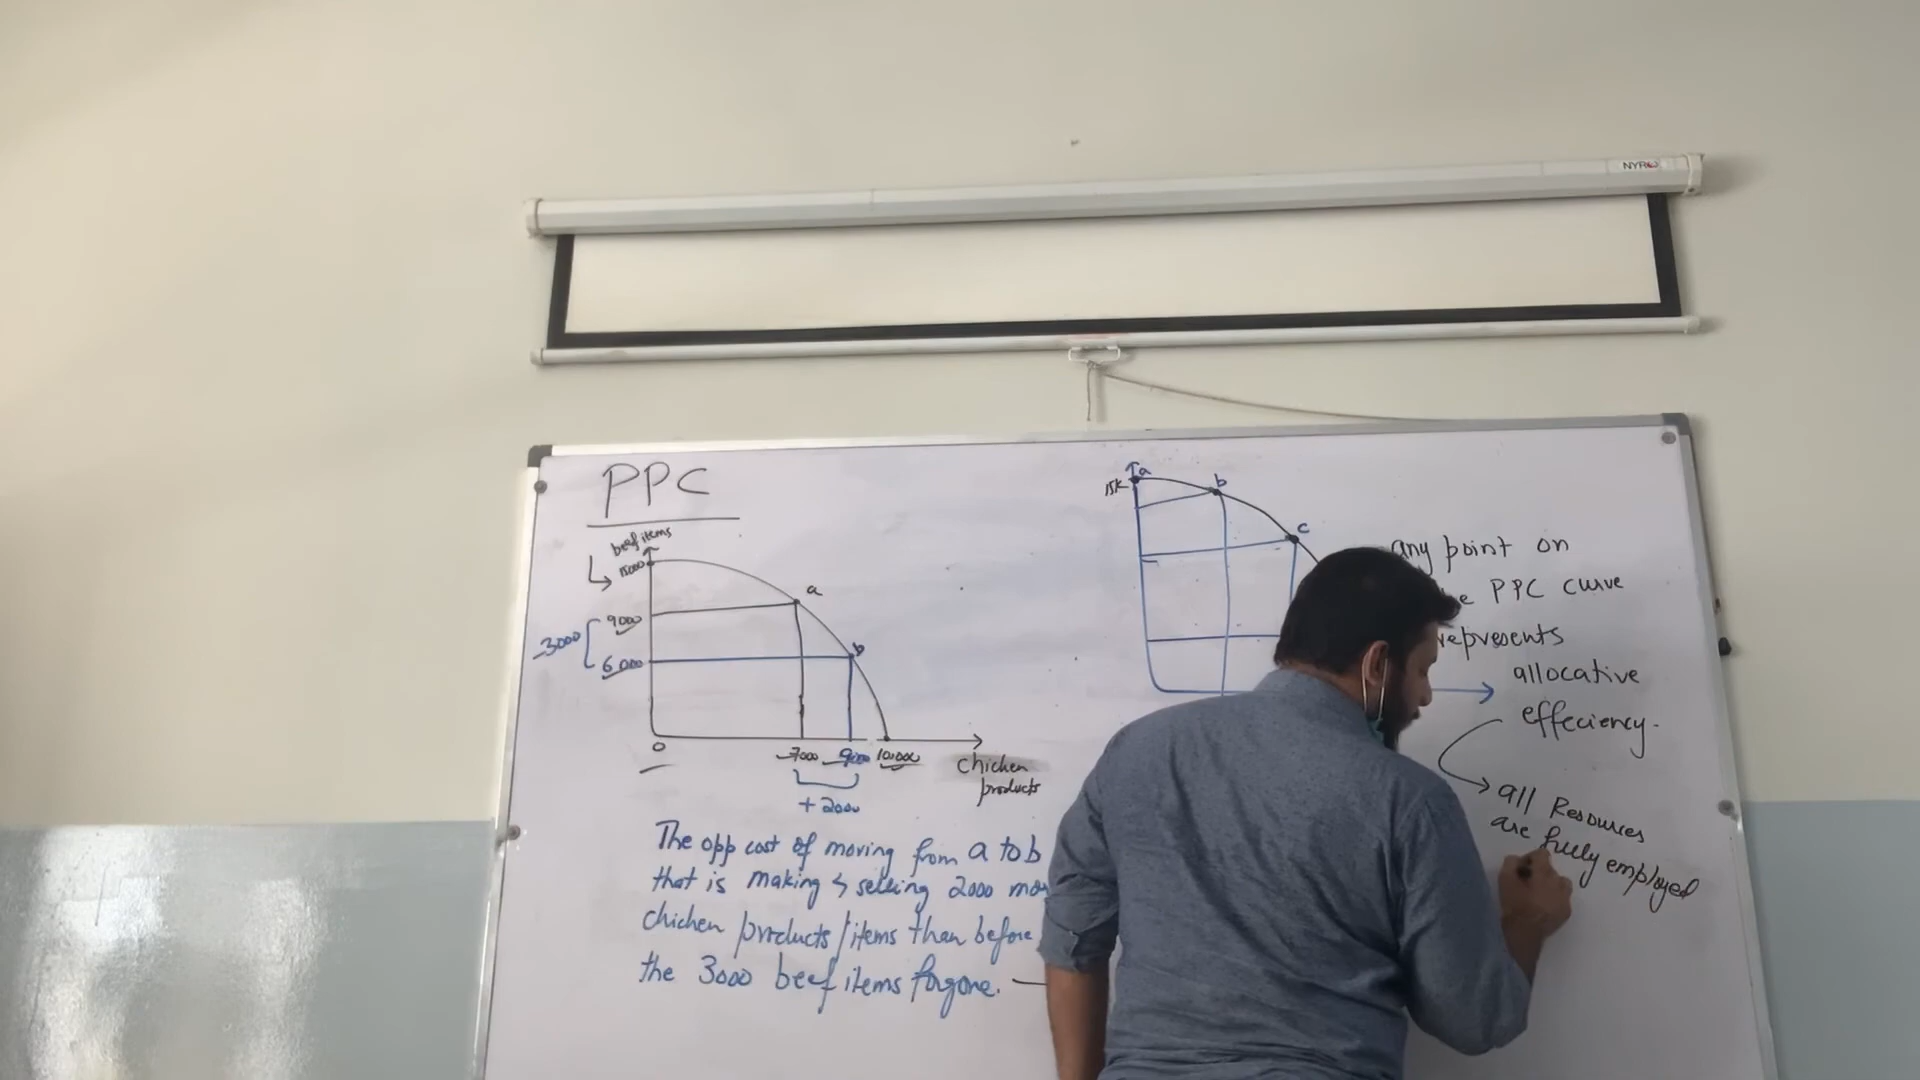 NYRO
PPC
beef items
15000
a
9000
-3000
b
6000
0
7000
9000
10,000
chicken
products
+ 2000
The opp cost of moving from a to b
that is making & selling 2000
chicken products/items than before
the 3000 beef items forgone.
a
15K
b
c
any point on
PPC curve
represents
allocative
effeciency.
all Resources
are fully employed